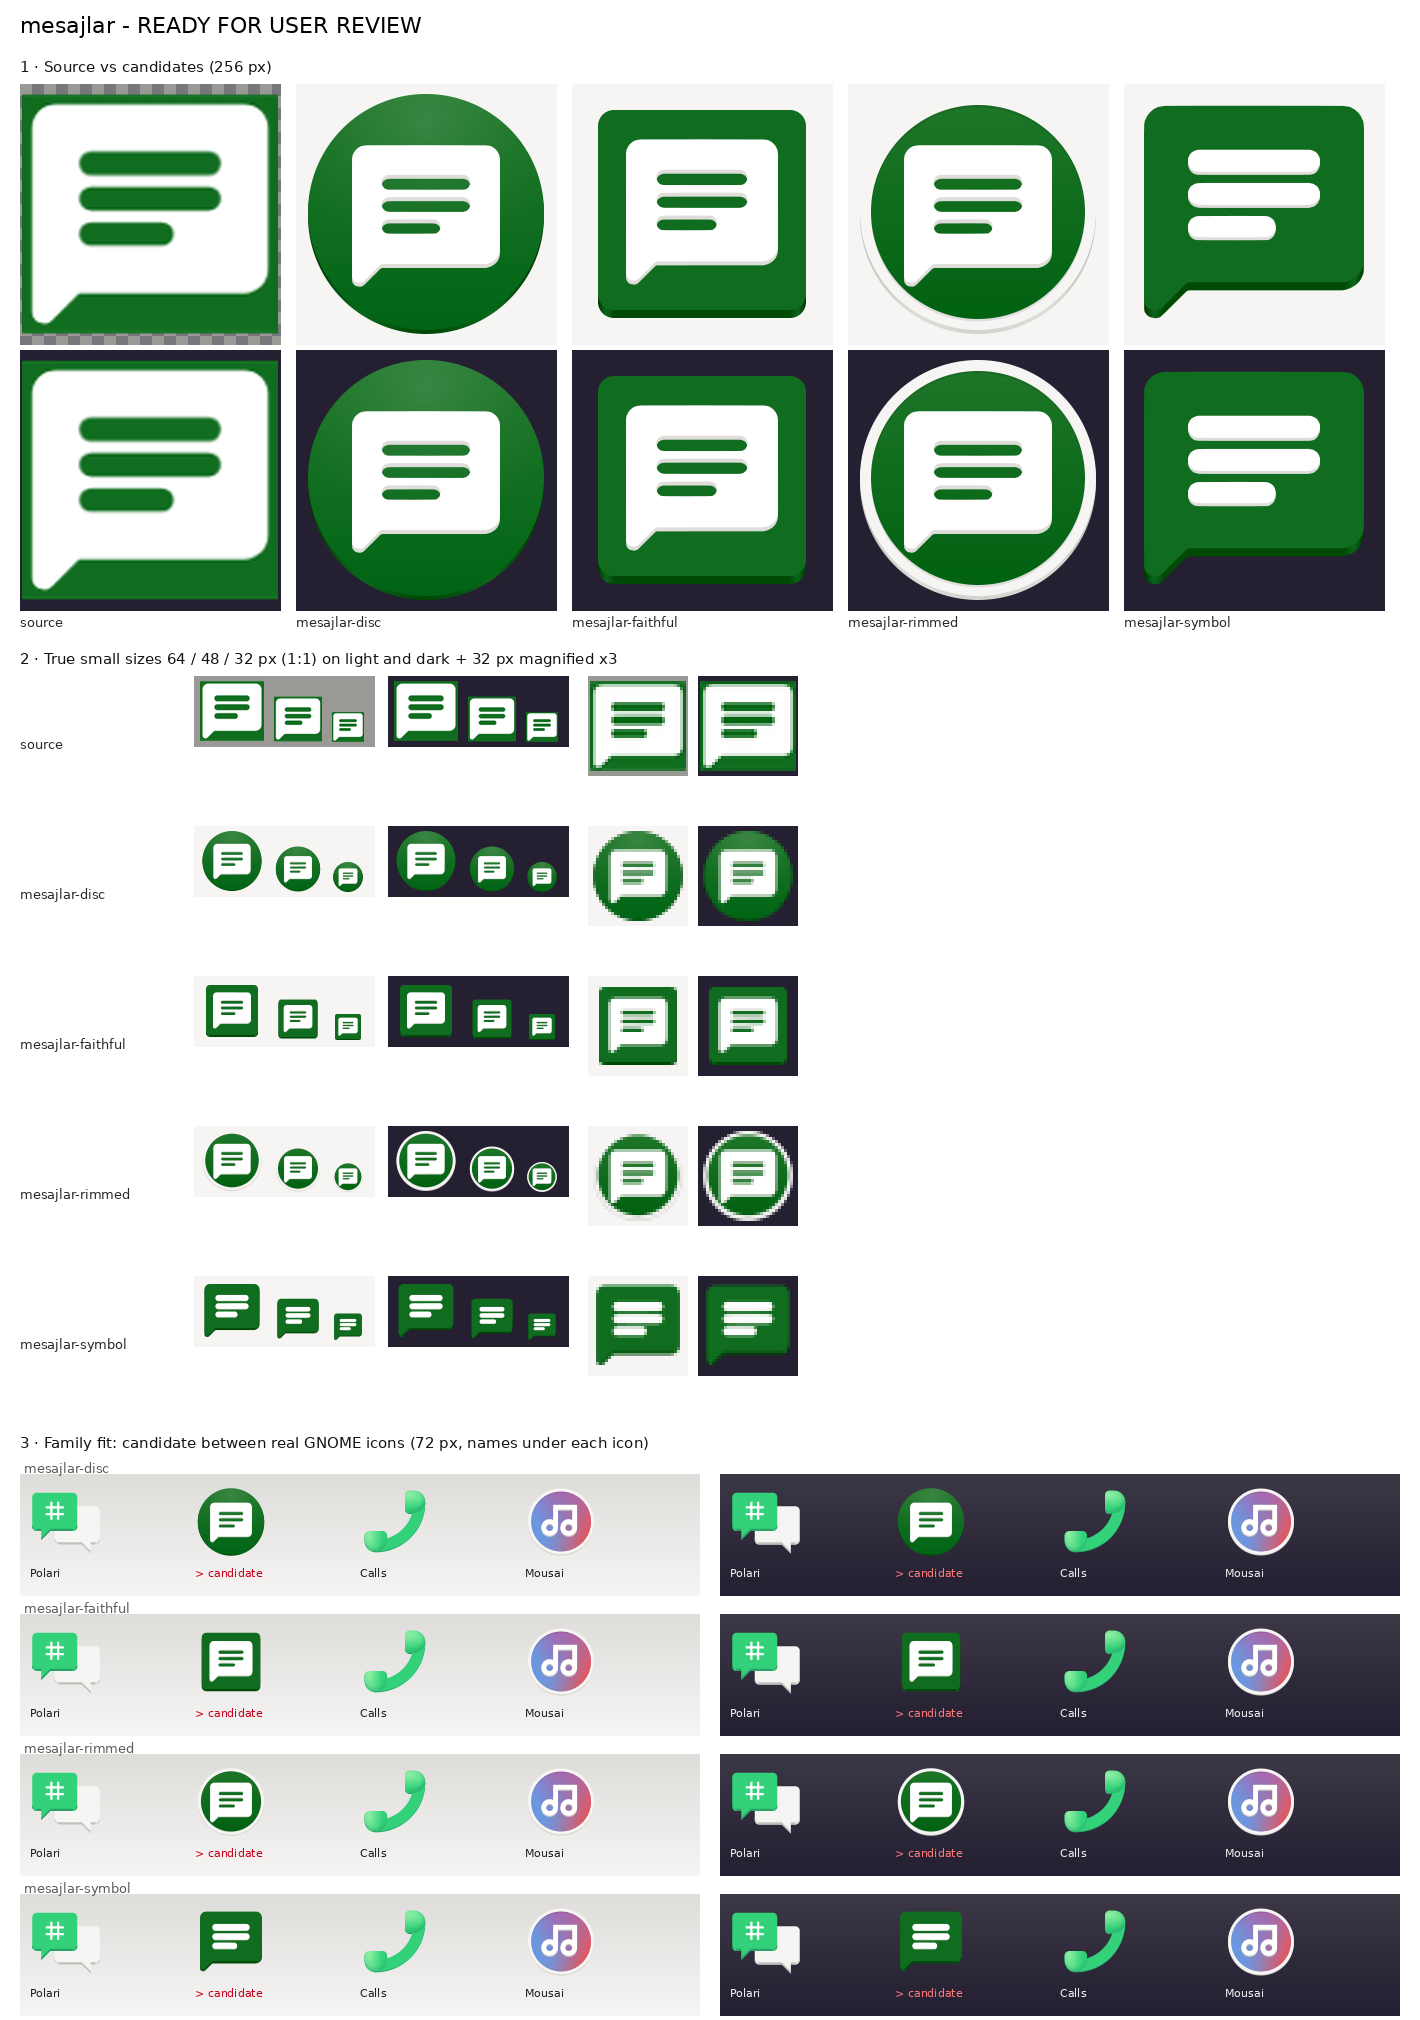 mesajlar - READY FOR USER REVIEW
1 · Source vs candidates (256 px)
source
mesajlar-disc
mesajlar-faithful
mesajlar-rimmed
mesajlar-symbol
2 · True small sizes 64 / 48 / 32 px (1:1) on light and dark + 32 px magnified x3
source
mesajlar-disc
mesajlar-faithful
mesajlar-rimmed
mesajlar-symbol
3 · Family fit: candidate between real GNOME icons (72 px, names under each icon)
mesajlar-disc
Polari > candidate Calls Mousai Polari > candidate Calls Mousai
mesajlar-faithful
Polari > candidate Calls Mousai Polari > candidate Calls Mousai
mesajlar-rimmed
Polari > candidate Calls Mousai Polari > candidate Calls Mousai
mesajlar-symbol
Polari > candidate Calls Mousai Polari > candidate Calls Mousai